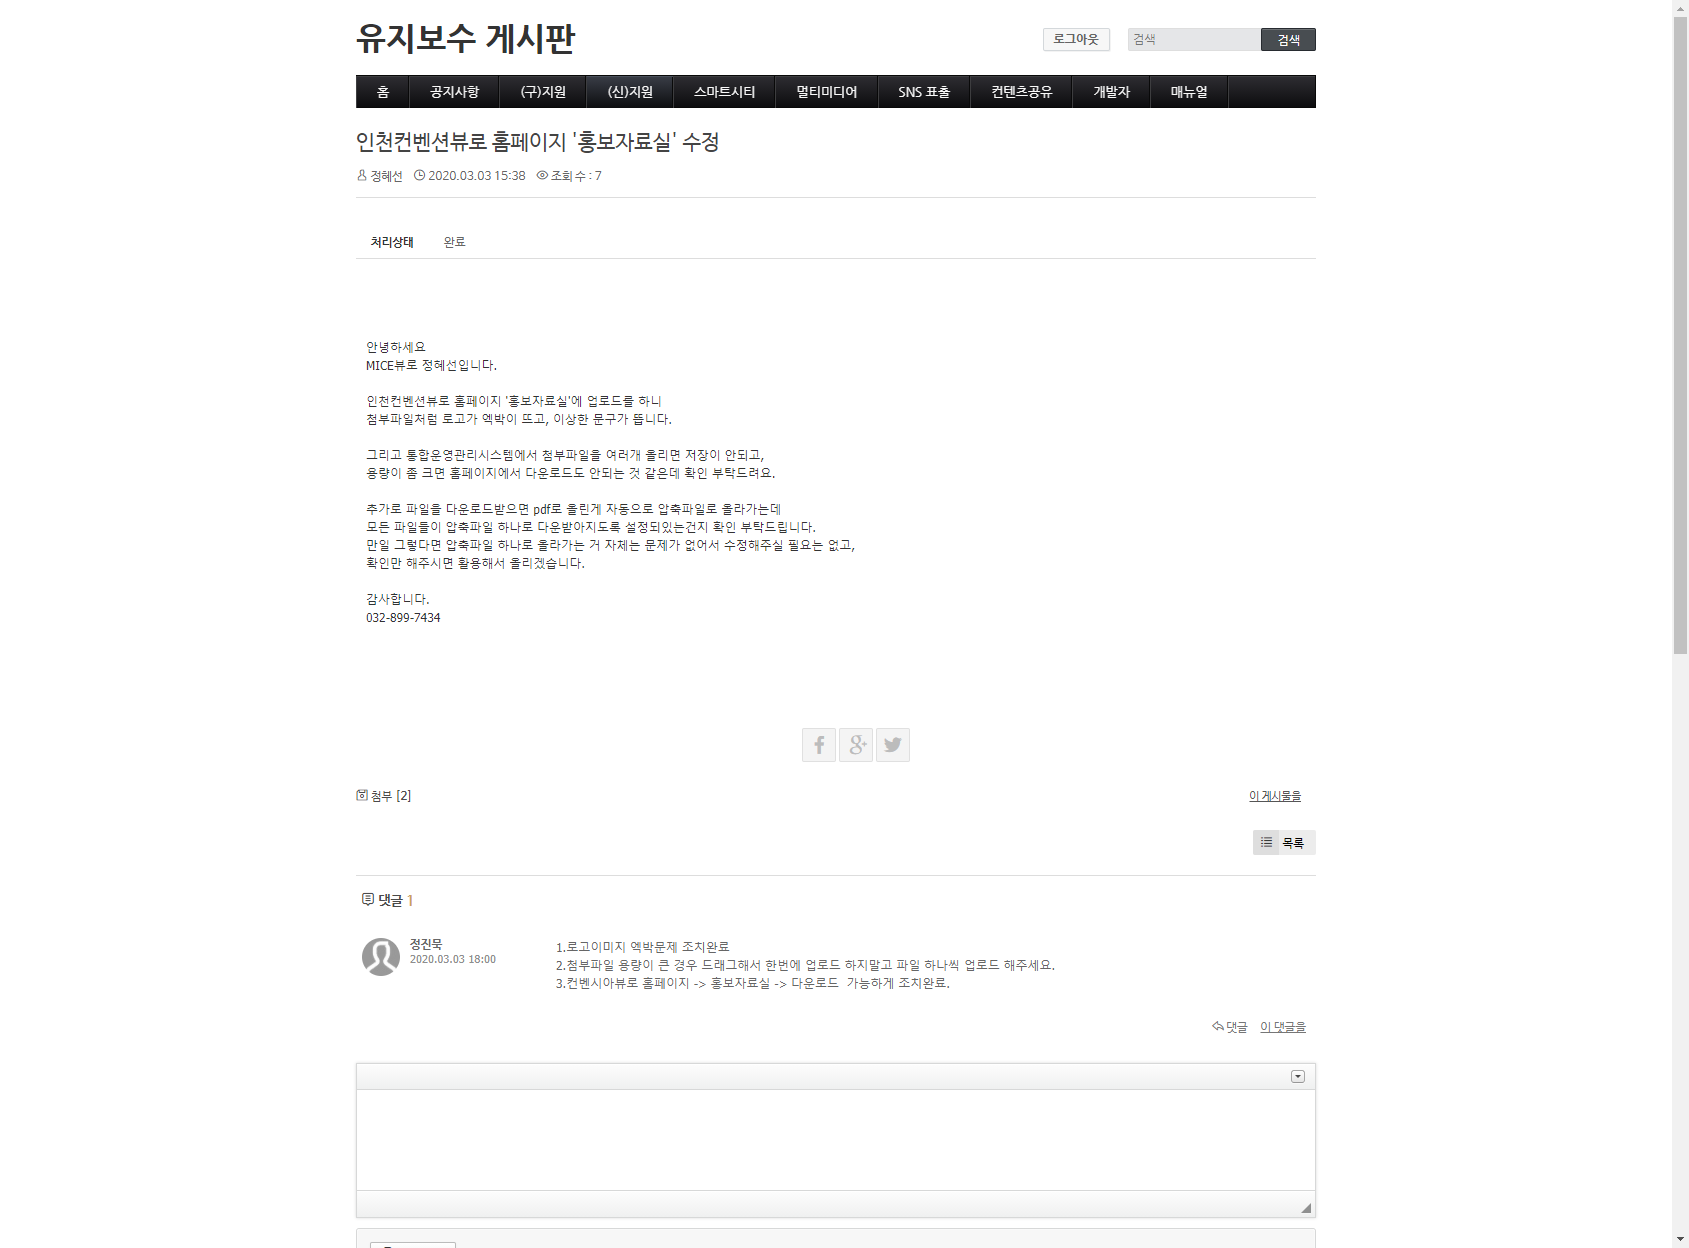 유지보수 게시판
로그아웃
검색
검색
홈 공지사항 (구)지원 (신)지원 스마트시티 멀티미디어 SNS 표출 컨텐츠공유 개발자 매뉴얼
인천컨벤션뷰로 홈페이지 '홍보자료실' 수정
정혜선 2020.03.03 15:38 조회 수 : 7
처리상태 완료
안녕하세요
MICE뷰로 정혜선입니다.
인천컨벤션뷰로 홈페이지 '홍보자료실'에 업로드를 하니
첨부파일처럼 로고가 엑박이 뜨고, 이상한 문구가 뜹니다.
그리고 통합운영관리시스템에서 첨부파일을 여러개 올리면 저장이 안되고,
용량이 좀 크면 홈페이지에서 다운로드도 안되는 것 같은데 확인 부탁드려요.
추가로 파일을 다운로드받으면 pdf로 올린게 자동으로 압축파일로 올라가는데
모든 파일들이 압축파일 하나로 다운받아지도록 설정되있는건지 확인 부탁드립니다.
만일 그렇다면 압축파일 하나로 올라가는 거 자체는 문제가 없어서 수정해주실 필요는 없고,
확인만 해주시면 활용해서 올리겠습니다.
감사합니다.
032-899-7434
첨부 [2]
이 게시물을
목록
댓글 1
정진묵
2020.03.03 18:00
1.로고이미지 엑박문제 조치완료
2.첨부파일 용량이 큰 경우 드래그해서 한번에 업로드 하지말고 파일 하나씩 업로드 해주세요.
3.컨벤시아뷰로 홈페이지 -> 홍보자료실 -> 다운로드 가능하게 조치완료.
댓글 이 댓글을